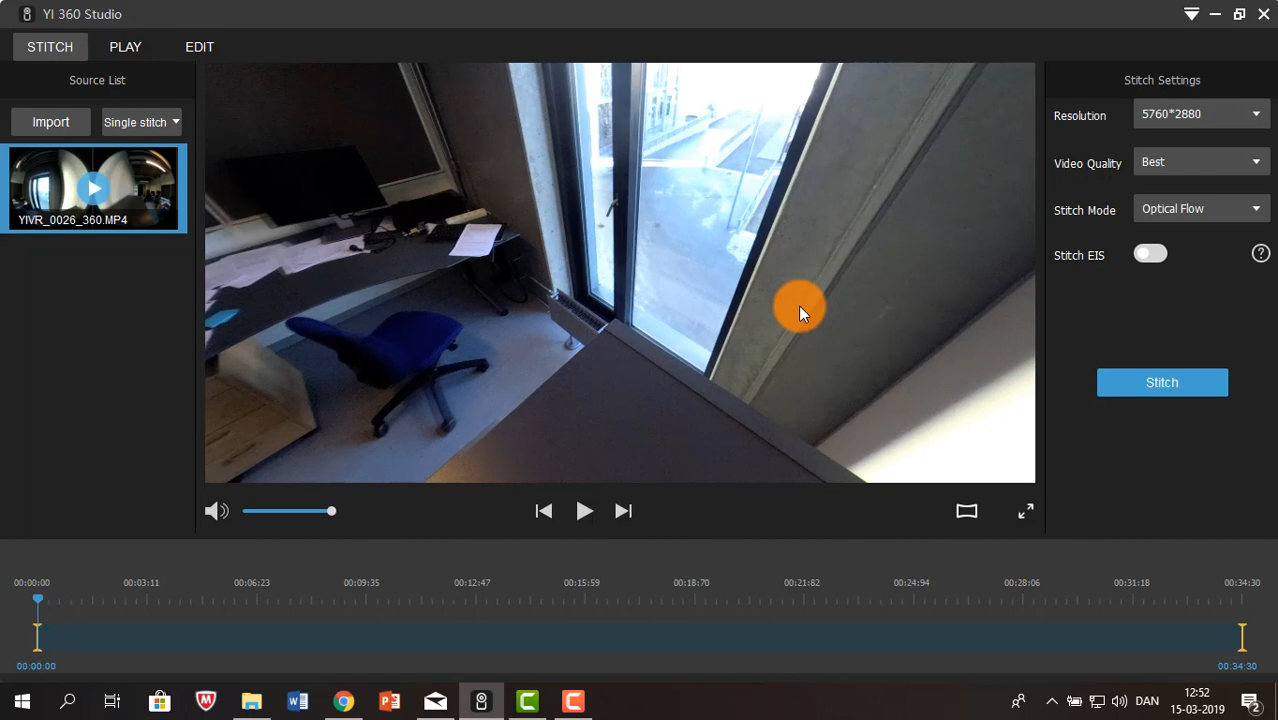 YI 360 Studio
STITCH PLAY EDIT
Source List
Import Single stitch
YIVR_0026_360.MP4
Stitch Settings
Resolution 5760*2880
Video Quality Best
Stitch Mode Optical Flow
Stitch EIS ?
Stitch
00:00:00 00:03:11 00:06:23 00:09:35 00:12:47 00:15:59 00:18:70 00:21:82 00:24:94 00:28:06 00:31:18 00:34:30
00:00:00 00:34:30
DAN 12:52
15-03-2019
2